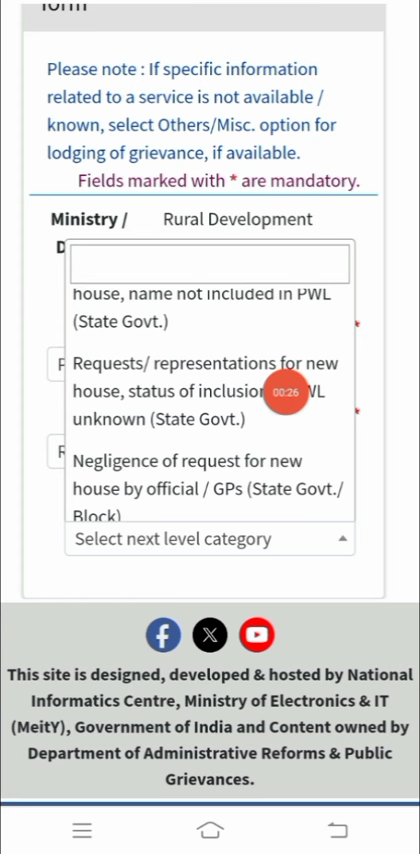 form
Please note : If specific information
related to a service is not available /
known, select Others/Misc. option for
lodging of grievance, if available.
Fields marked with * are mandatory.
Ministry / Rural Development
D
house, name not included in PWL
(State Govt.)
*
F
Requests/ representations for new
house, status of inclusion WL
00:26
unknown (State Govt.)
*
R
Negligence of request for new
house by official / GPs (State Govt./
Block)
Select next level category
This site is designed, developed & hosted by National
Informatics Centre, Ministry of Electronics & IT
(MeitY), Government of India and Content owned by
Department of Administrative Reforms & Public
Grievances.